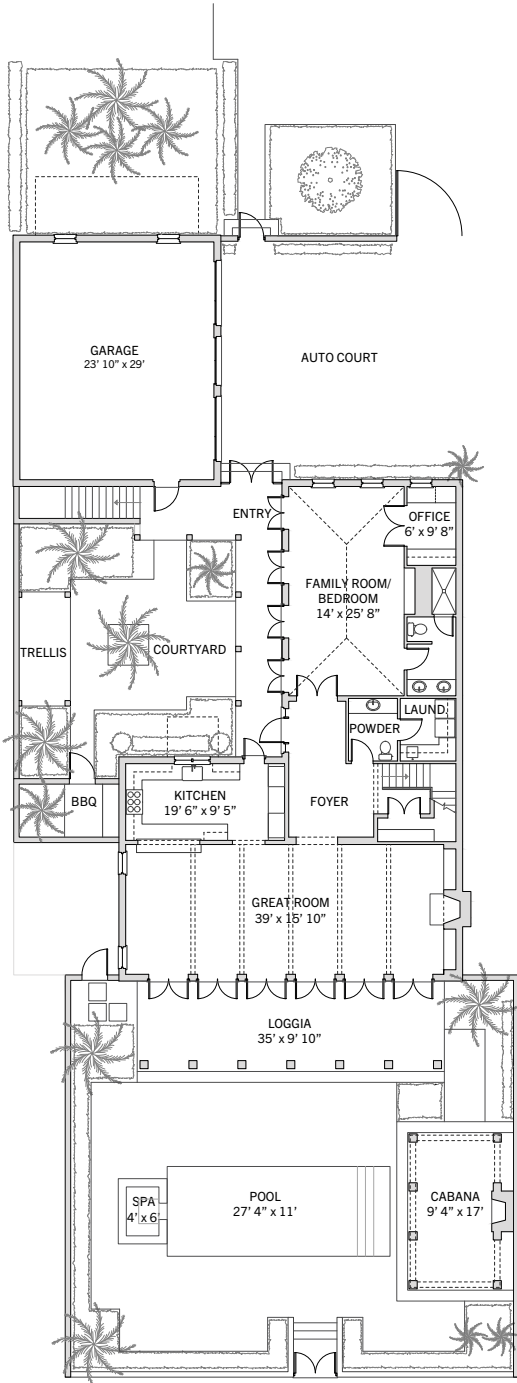 GARAGE
23' 10" x 29'
AUTO COURT
ENTRY
OFFICE
6' x 9' 8"
FAMILY ROOM/
BEDROOM
14' x 25' 8"
TRELLIS
COURTYARD
LAUND.
POWDER
BBQ
KITCHEN
19' 6" x 9' 5"
FOYER
GREAT ROOM
39' x 15' 10"
LOGGIA
35' x 9' 10"
SPA
4' x 6'
POOL
27' 4" x 11'
CABANA
9' 4" x 17'